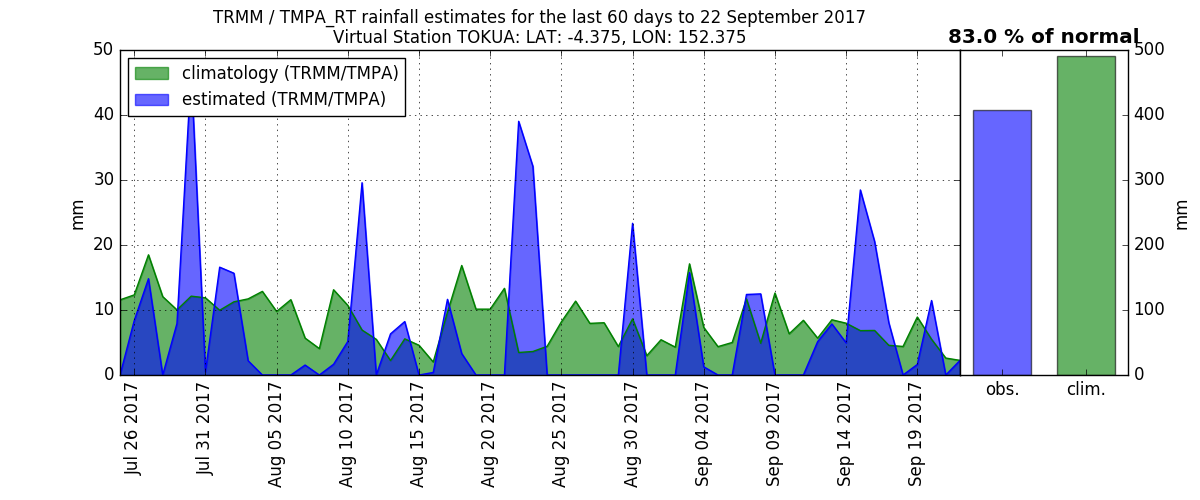 TRMM / TMPA_RT rainfall estimates for the last 60 days to 22 September 2017
Virtual Station TOKUA: LAT: -4.375, LON: 152.375
83.0 % of normal
climatology (TRMM/TMPA)
estimated (TRMM/TMPA)
50
40
30
20
10
0
mm
500
400
300
200
100
0
mm
Jul 26 2017
Jul 31 2017
Aug 05 2017
Aug 10 2017
Aug 15 2017
Aug 20 2017
Aug 25 2017
Aug 30 2017
Sep 04 2017
Sep 09 2017
Sep 14 2017
Sep 19 2017
obs.
clim.